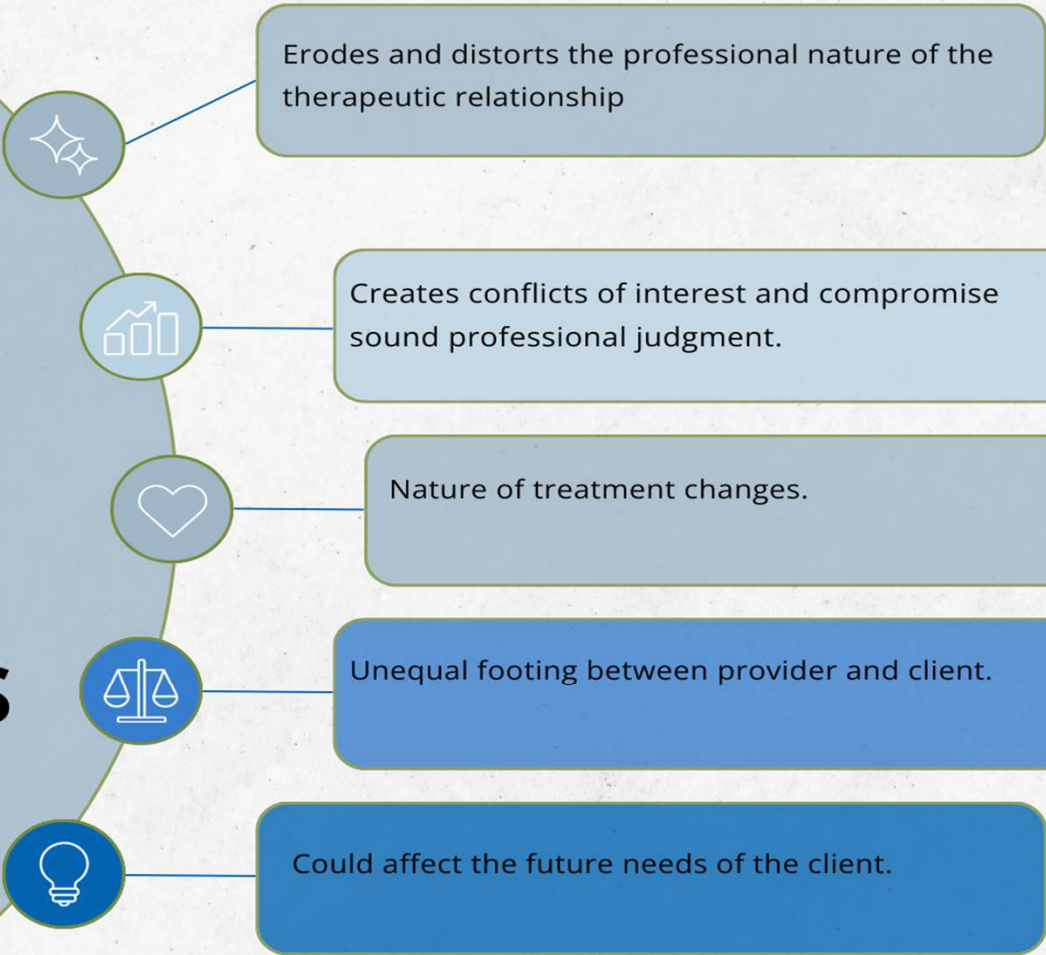 Erodes and distorts the professional nature of the
therapeutic relationship
Creates conflicts of interest and compromise
sound professional judgment.
Nature of treatment changes.
s
Unequal footing between provider and client.
Could affect the future needs of the client.